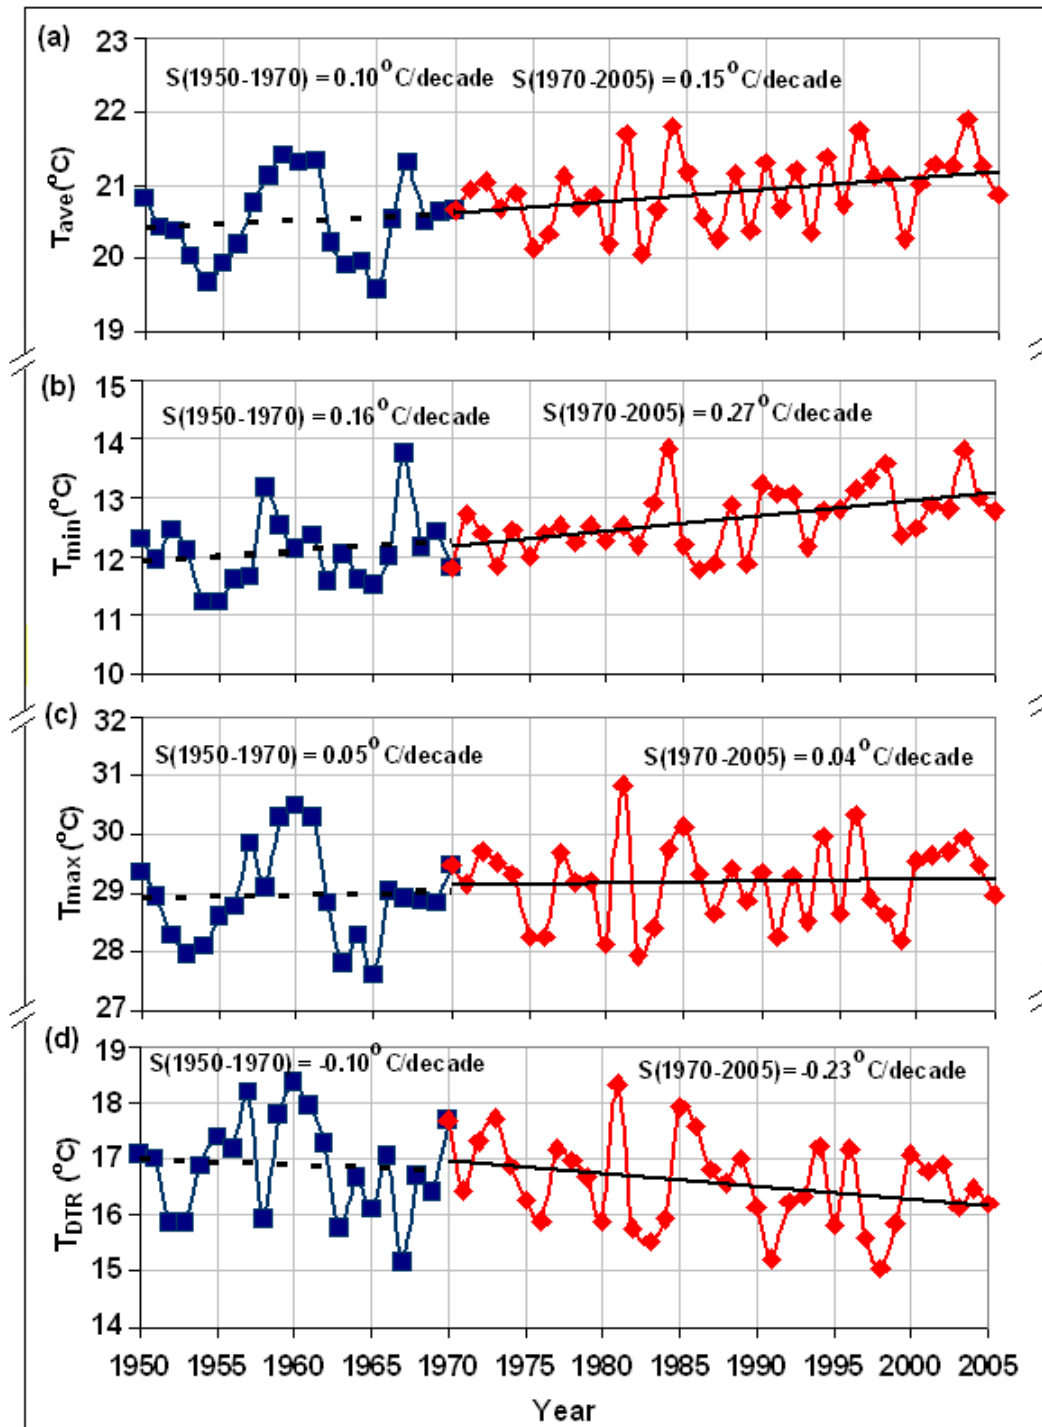 (a)
23
S(1950-1970) = 0.10°C/decade S(1970-2005) = 0.15°C/decade
22
21
20
19
Tave(°C)
(b)
15
S(1950-1970) = 0.16°C/decade S(1970-2005) = 0.27°C/decade
14
13
12
11
10
Tmin(°C)
(c)
32
S(1950-1970) = 0.05°C/decade S(1970-2005) = 0.04°C/decade
31
30
29
28
27
Tmax(°C)
(d)
19
S(1950-1970) = -0.10°C/decade S(1970-2005)= -0.23°C/decade
18
17
16
15
14
TDTR (°C)
1950 1955 1960 1965 1970 1975 1980 1985 1990 1995 2000 2005
Year